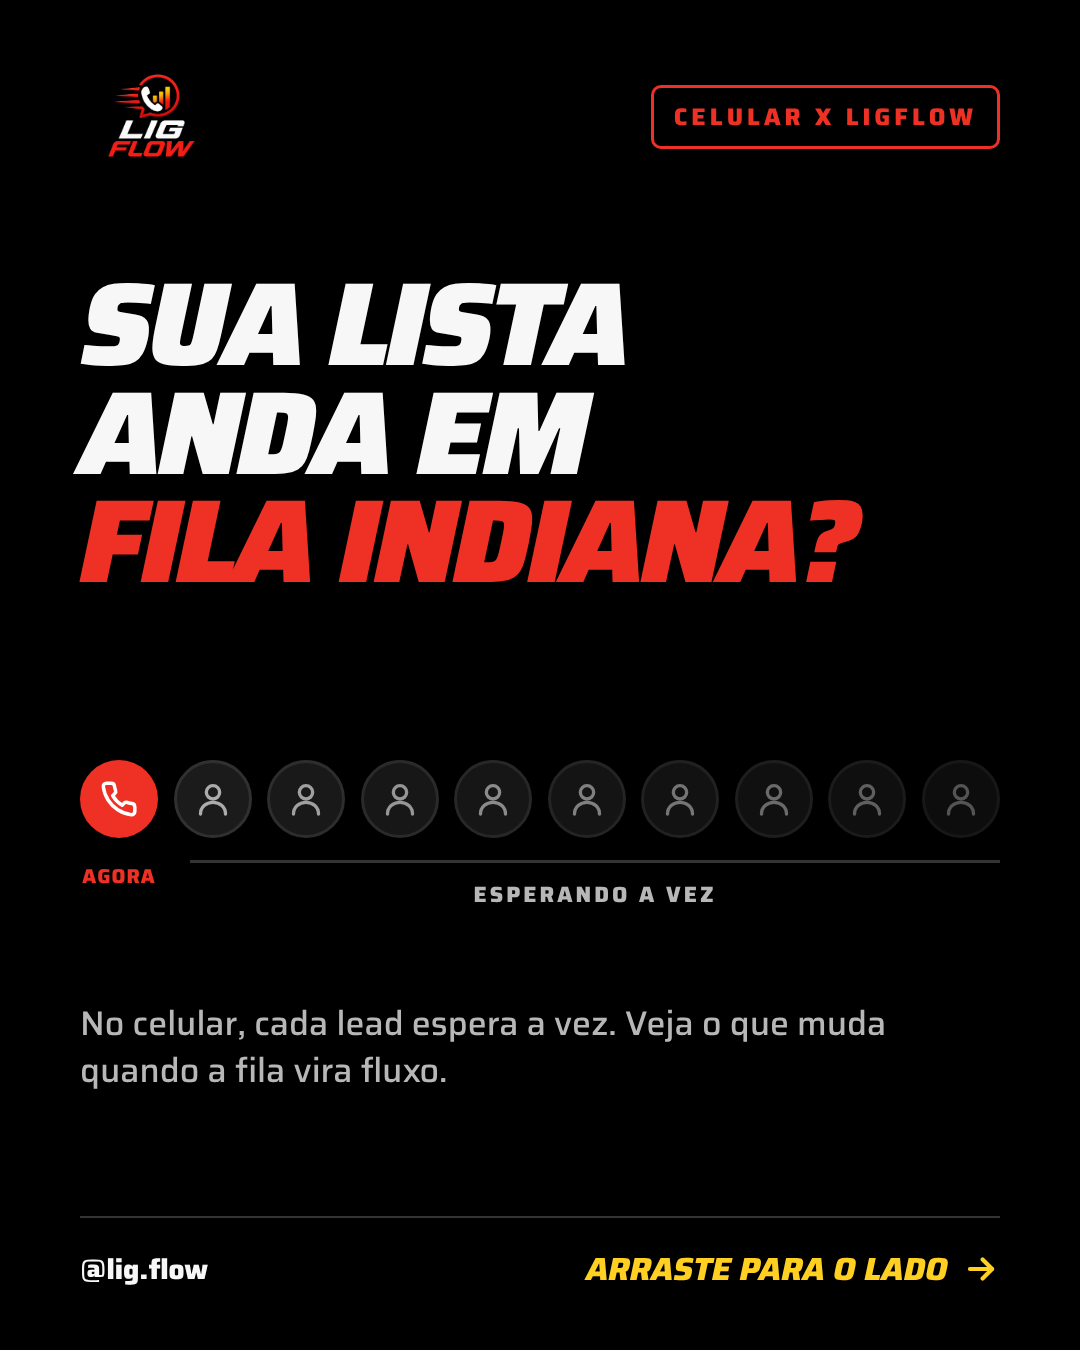 LIG
FLOW
CELULAR X LIGFLOW
SUA LISTA
ANDA EM
FILA INDIANA?
AGORA
ESPERANDO A VEZ
No celular, cada lead espera a vez. Veja o que muda
quando a fila vira fluxo.
@lig.flow
ARRASTE PARA O LADO →